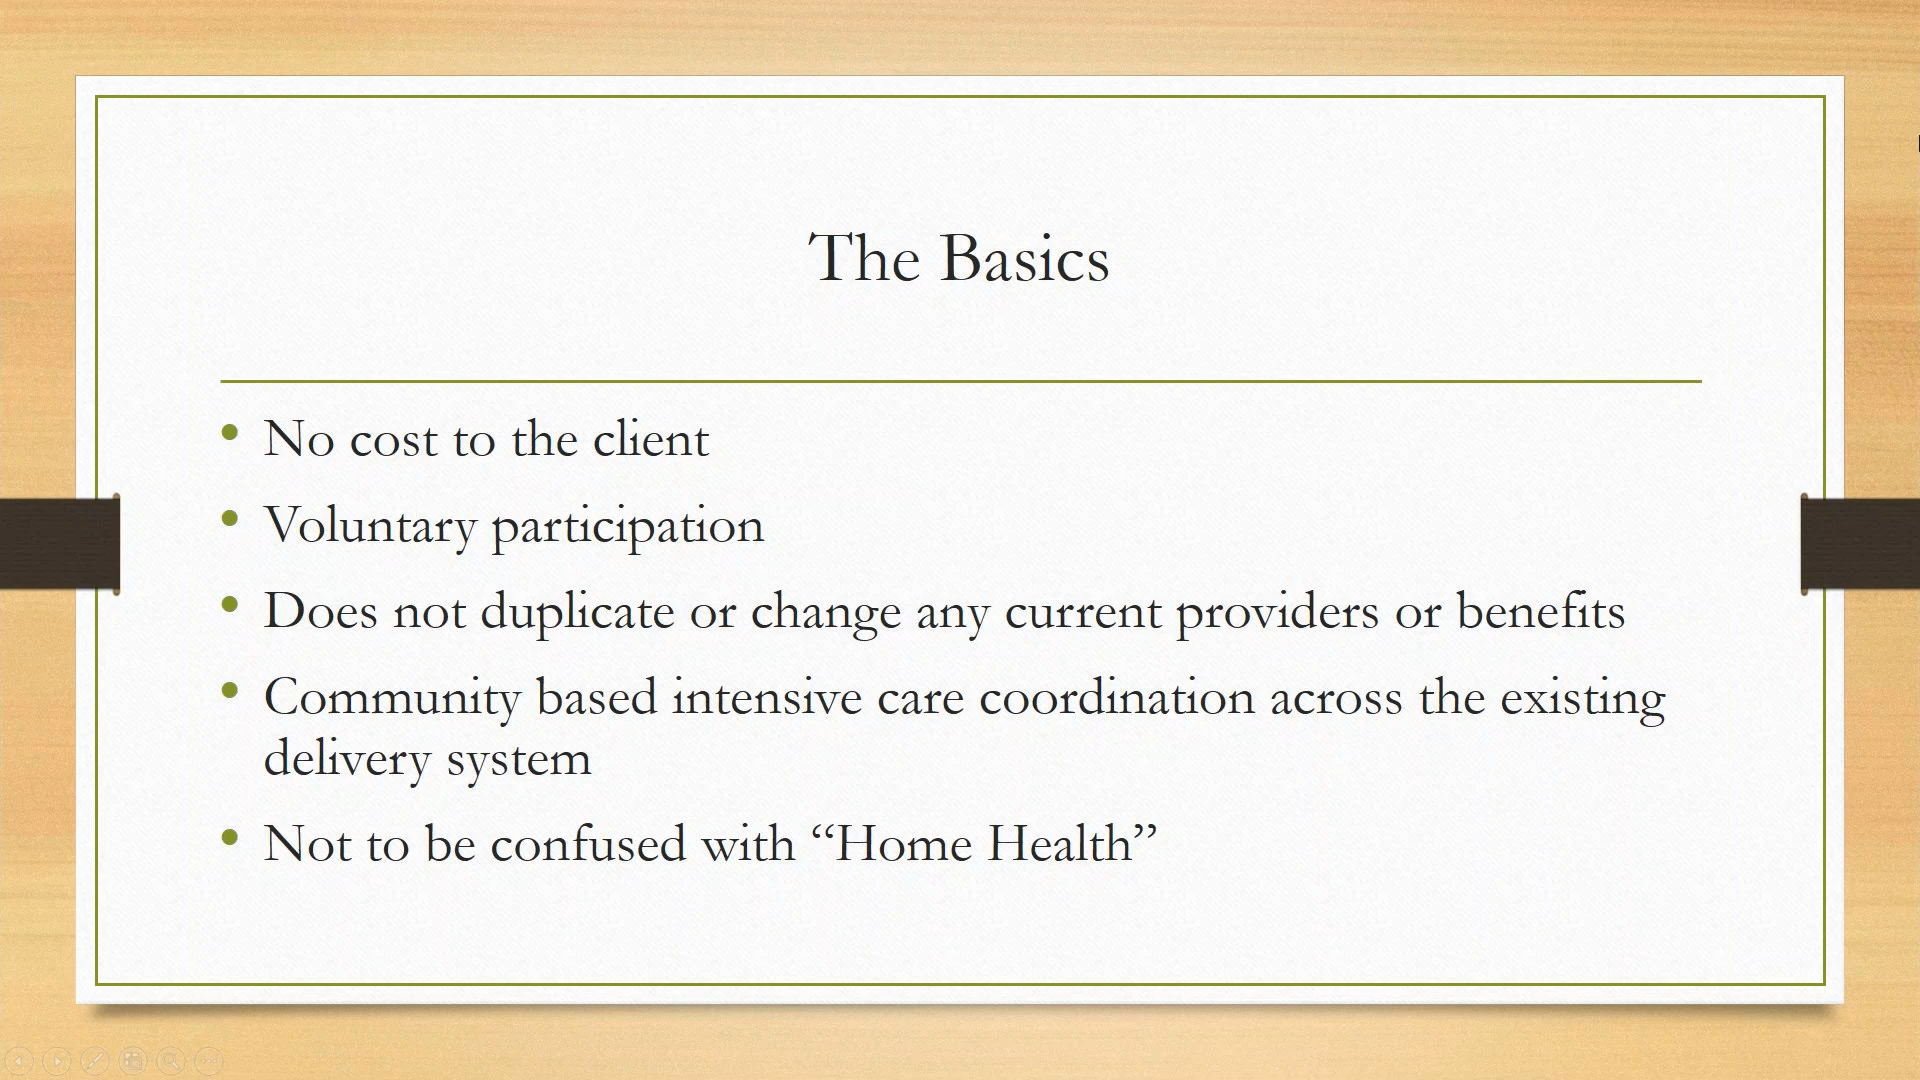 The Basics
• No cost to the client
• Voluntary participation
• Does not duplicate or change any current providers or benefits
• Community based intensive care coordination across the existing
delivery system
• Not to be confused with “Home Health”